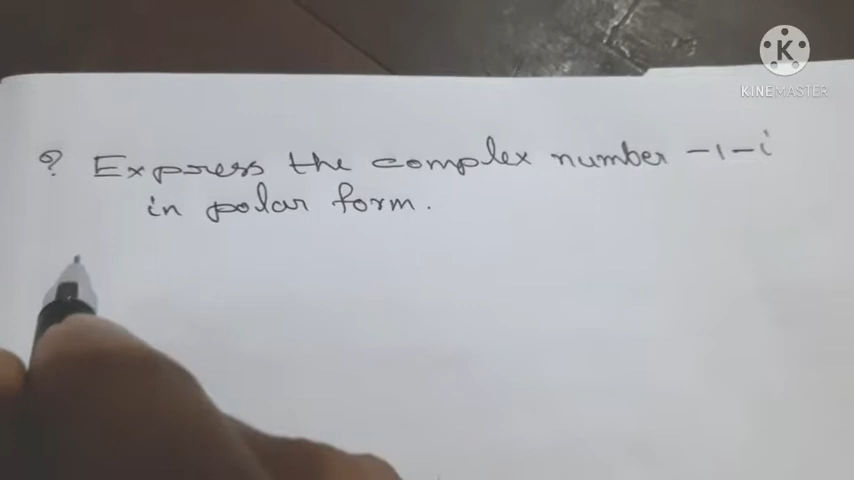 K
KINEMASTER
? Express the complex number -1-i
in polar form.